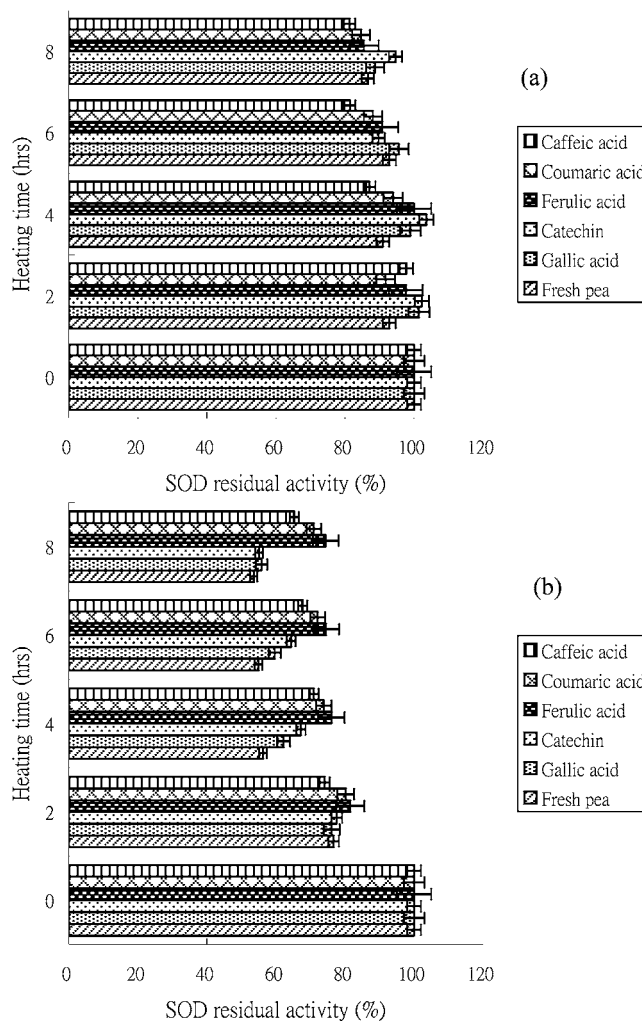 (a)
Heating time (hrs)
8
6
4
2
0
0 20 40 60 80 100 120
SOD residual activity (%)
Caffeic acid
Coumaric acid
Ferulic acid
Catechin
Gallic acid
Fresh pea
(b)
Heating time (hrs)
8
6
4
2
0
0 20 40 60 80 100 120
SOD residual activity (%)
Caffeic acid
Coumaric acid
Ferulic acid
Catechin
Gallic acid
Fresh pea